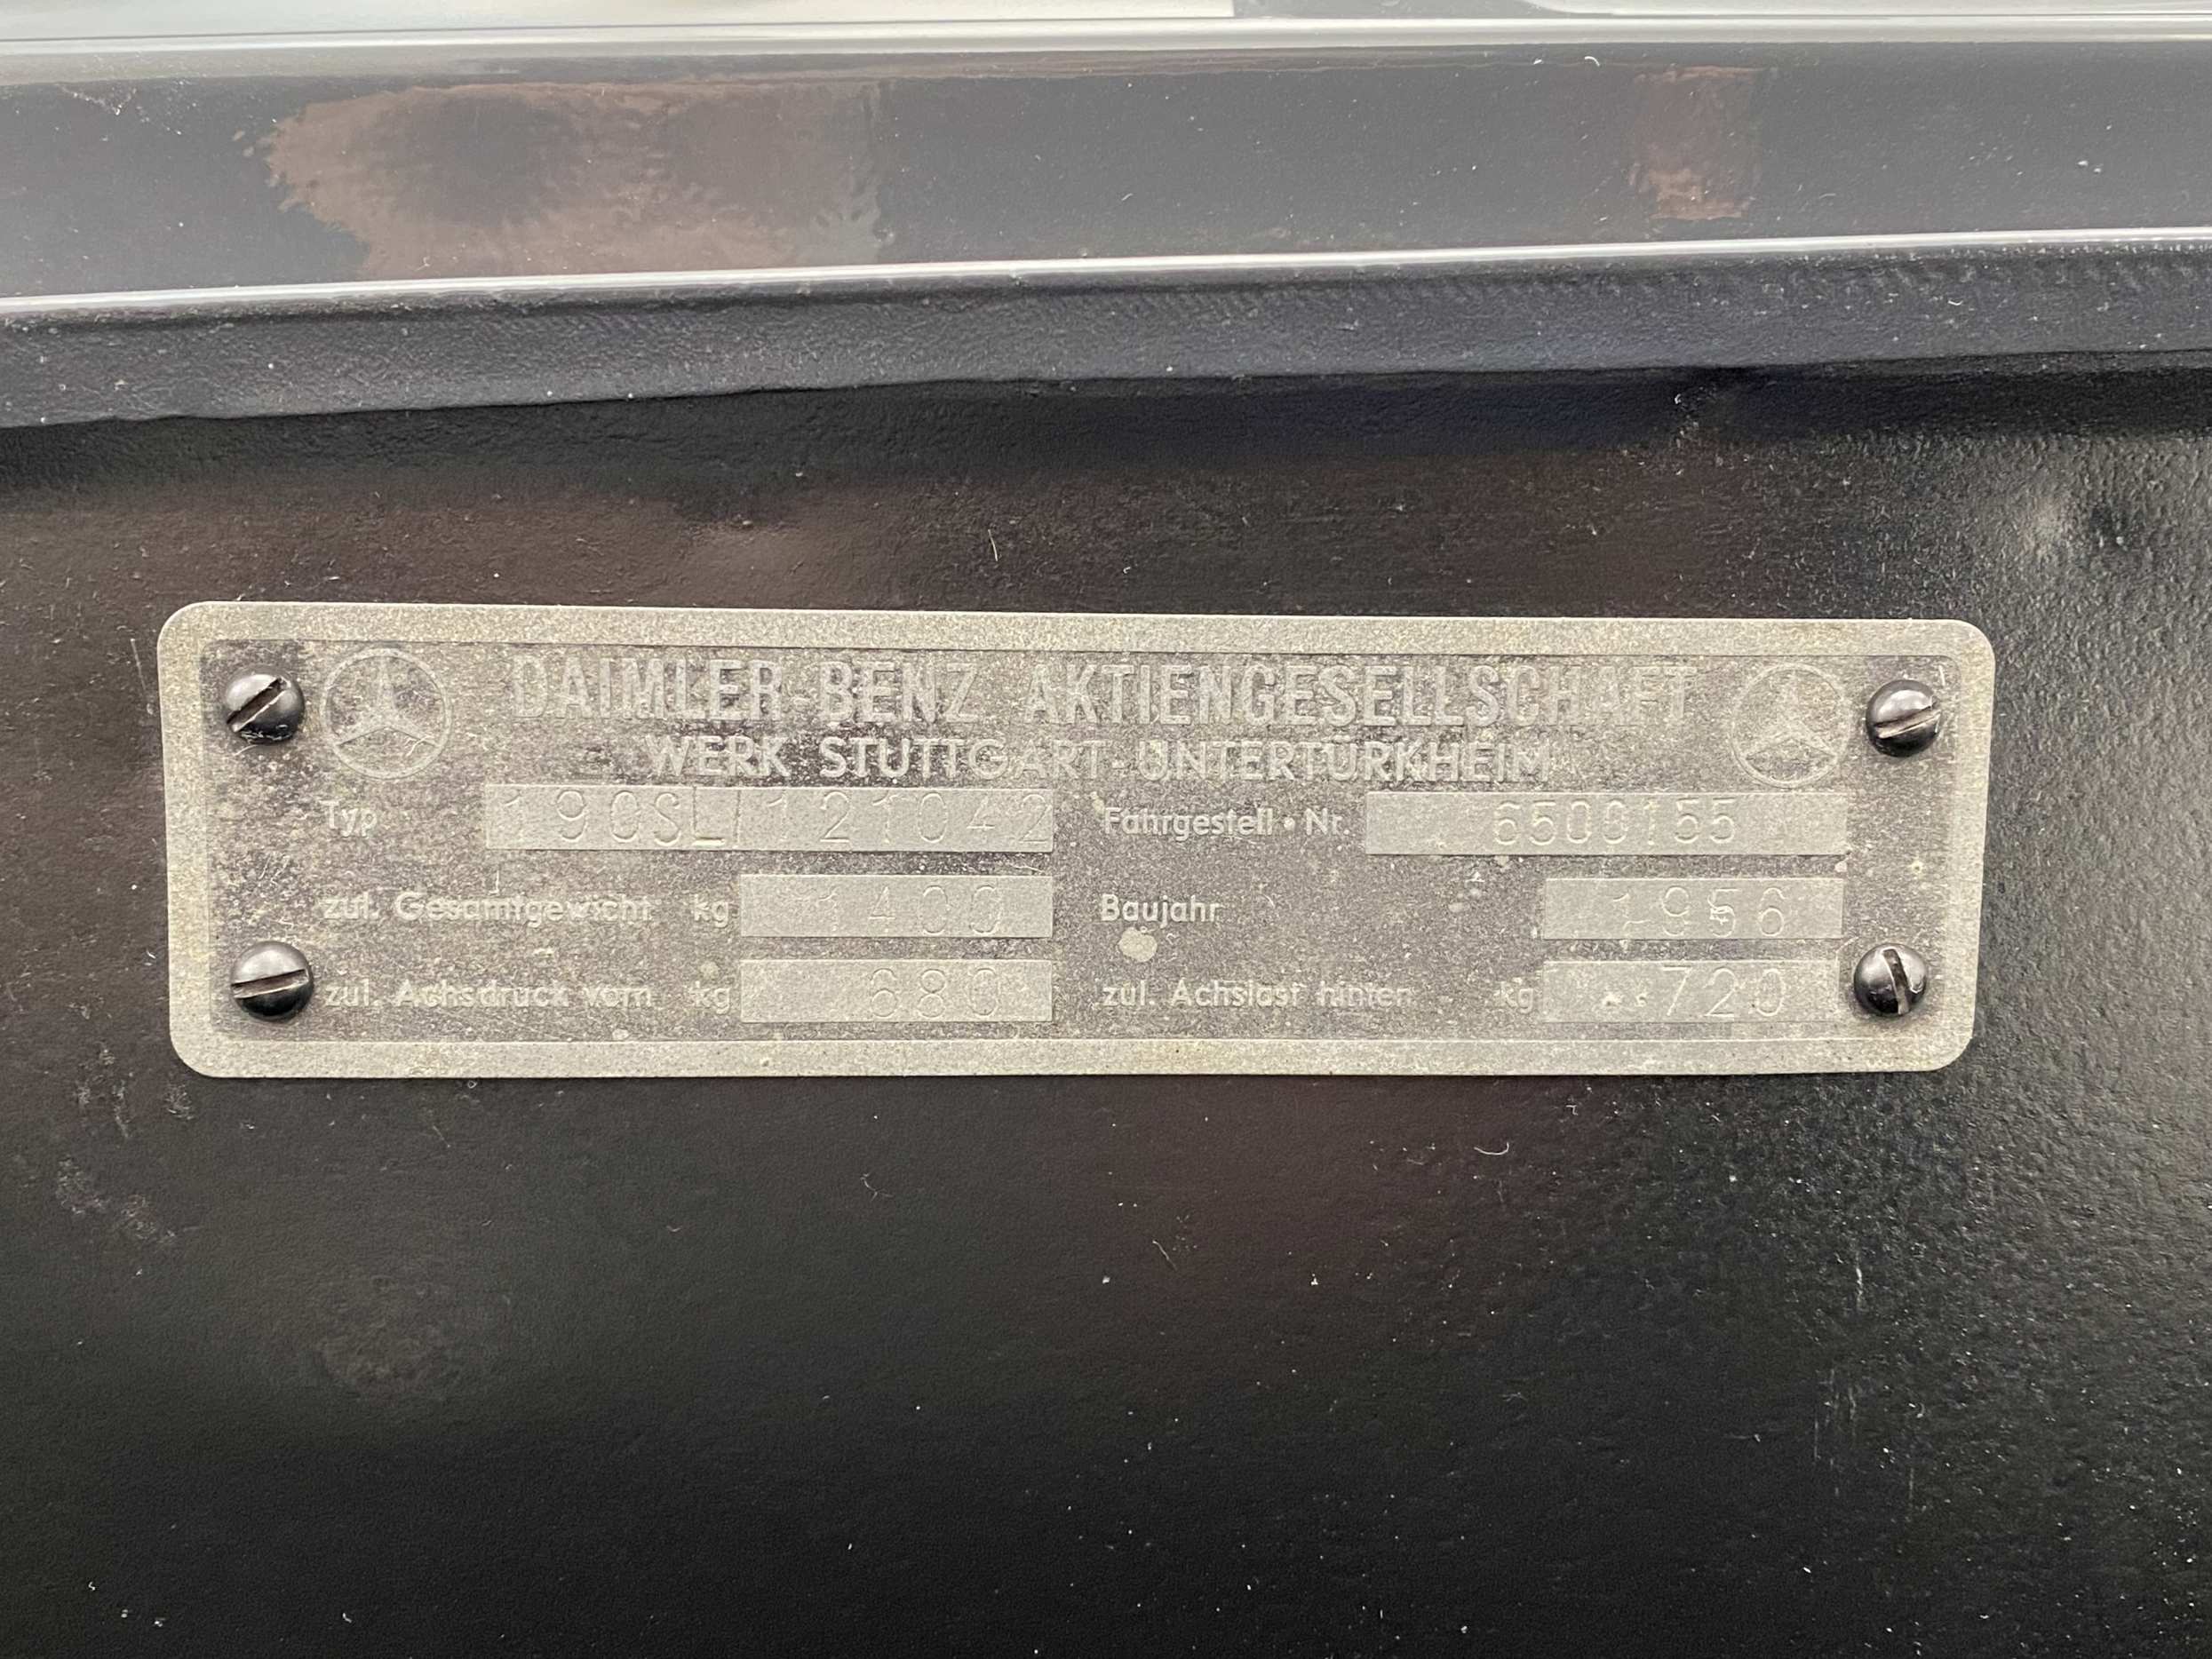 DAIMLER-BENZ AKTIENGESELLSCHAFT
WERK STUTTGART-UNTERTÜRKHEIM
Typ 190SL/121042 Fahrgestell-Nr. 6500155
zul. Gesamtgewicht kg 1400 Baujahr 1956
zul. Achsdruck vorn kg 680 zul. Achslast hinten kg 720